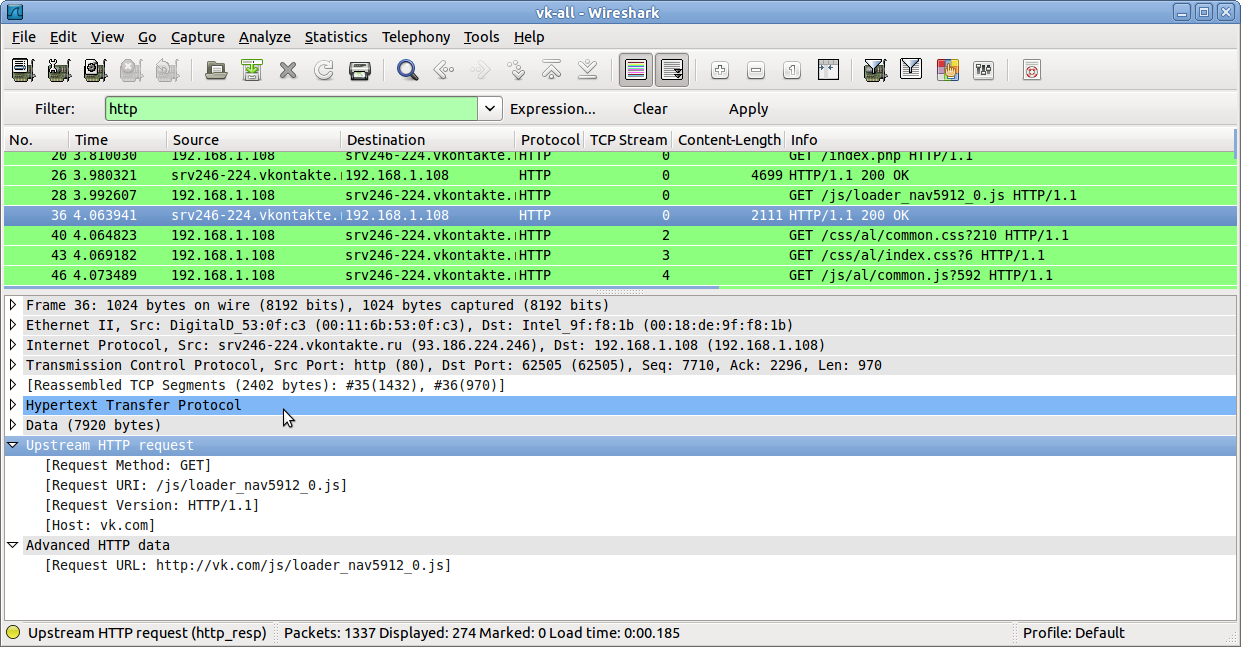 vk-all - Wireshark
File Edit View Go Capture Analyze Statistics Telephony Tools Help
Filter: http Expression... Clear Apply
No. Time Source Destination Protocol TCP Stream Content-Length Info
20 3.810030 192.168.1.108 srv246-224.vkontakte.r HTTP 0 GET /index.php HTTP/1.1
26 3.980321 srv246-224.vkontakte.r 192.168.1.108 HTTP 0 4699 HTTP/1.1 200 OK
28 3.992607 192.168.1.108 srv246-224.vkontakte.r HTTP 0 GET /js/loader_nav5912_0.js HTTP/1.1
36 4.063941 srv246-224.vkontakte.r 192.168.1.108 HTTP 0 2111 HTTP/1.1 200 OK
40 4.064823 192.168.1.108 srv246-224.vkontakte.r HTTP 2 GET /css/al/common.css?210 HTTP/1.1
43 4.069182 192.168.1.108 srv246-224.vkontakte.r HTTP 3 GET /css/al/index.css?6 HTTP/1.1
46 4.073489 192.168.1.108 srv246-224.vkontakte.r HTTP 4 GET /js/al/common.js?592 HTTP/1.1
Frame 36: 1024 bytes on wire (8192 bits), 1024 bytes captured (8192 bits)
Ethernet II, Src: DigitalD_53:0f:c3 (00:11:6b:53:0f:c3), Dst: Intel_9f:f8:1b (00:18:de:9f:f8:1b)
Internet Protocol, Src: srv246-224.vkontakte.ru (93.186.224.246), Dst: 192.168.1.108 (192.168.1.108)
Transmission Control Protocol, Src Port: http (80), Dst Port: 62505 (62505), Seq: 7710, Ack: 2296, Len: 970
[Reassembled TCP Segments (2402 bytes): #35(1432), #36(970)]
Hypertext Transfer Protocol
Data (7920 bytes)
Upstream HTTP request
[Request Method: GET]
[Request URI: /js/loader_nav5912_0.js]
[Request Version: HTTP/1.1]
[Host: vk.com]
Advanced HTTP data
[Request URL: http://vk.com/js/loader_nav5912_0.js]
Upstream HTTP request (http_resp) Packets: 1337 Displayed: 274 Marked: 0 Load time: 0:00.185 Profile: Default